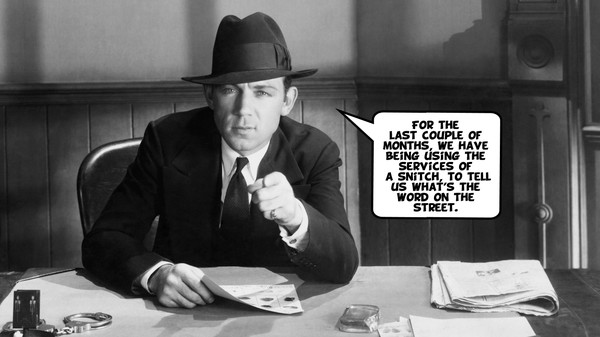 FOR THE
LAST COUPLE OF
MONTHS, WE HAVE
BEING USING THE
SERVICES OF
A SNITCH, TO TELL
US WHAT'S THE
WORD ON THE
STREET.